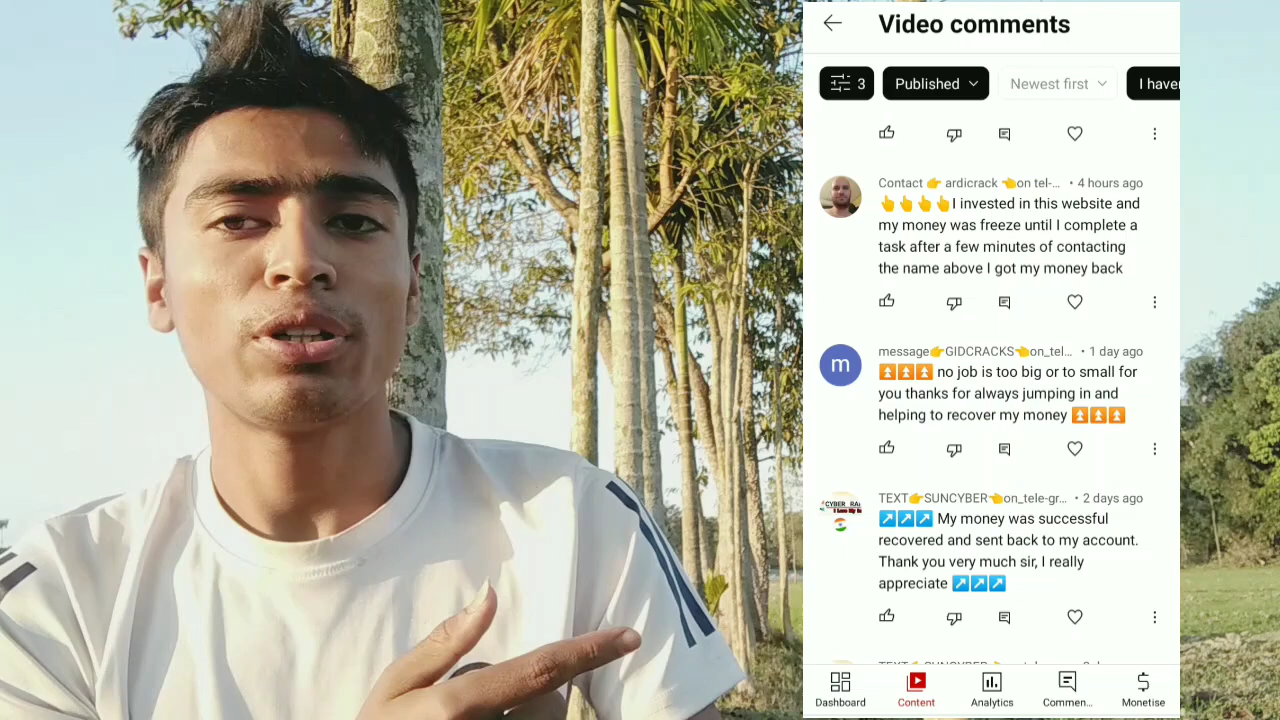 Video comments
3
Published
Newest first
I haven
Contact 👉 ardicrack 👈on tel-... • 4 hours ago
👆👆👆👆I invested in this website and
my money was freeze until I complete a
task after a few minutes of contacting
the name above I got my money back
m
message👉GIDCRACKS👈on_tel... • 1 day ago
⏫⏫⏫ no job is too big or to small for
you thanks for always jumping in and
helping to recover my money ⏫⏫⏫
CYBER RA
TEXT👉SUNCYBER👈on_tele-gr... • 2 days ago
↗️↗️↗️ My money was successful
recovered and sent back to my account.
Thank you very much sir, I really
appreciate ↗️↗️↗️
Dashboard
Content
Analytics
Commen...
Monetise